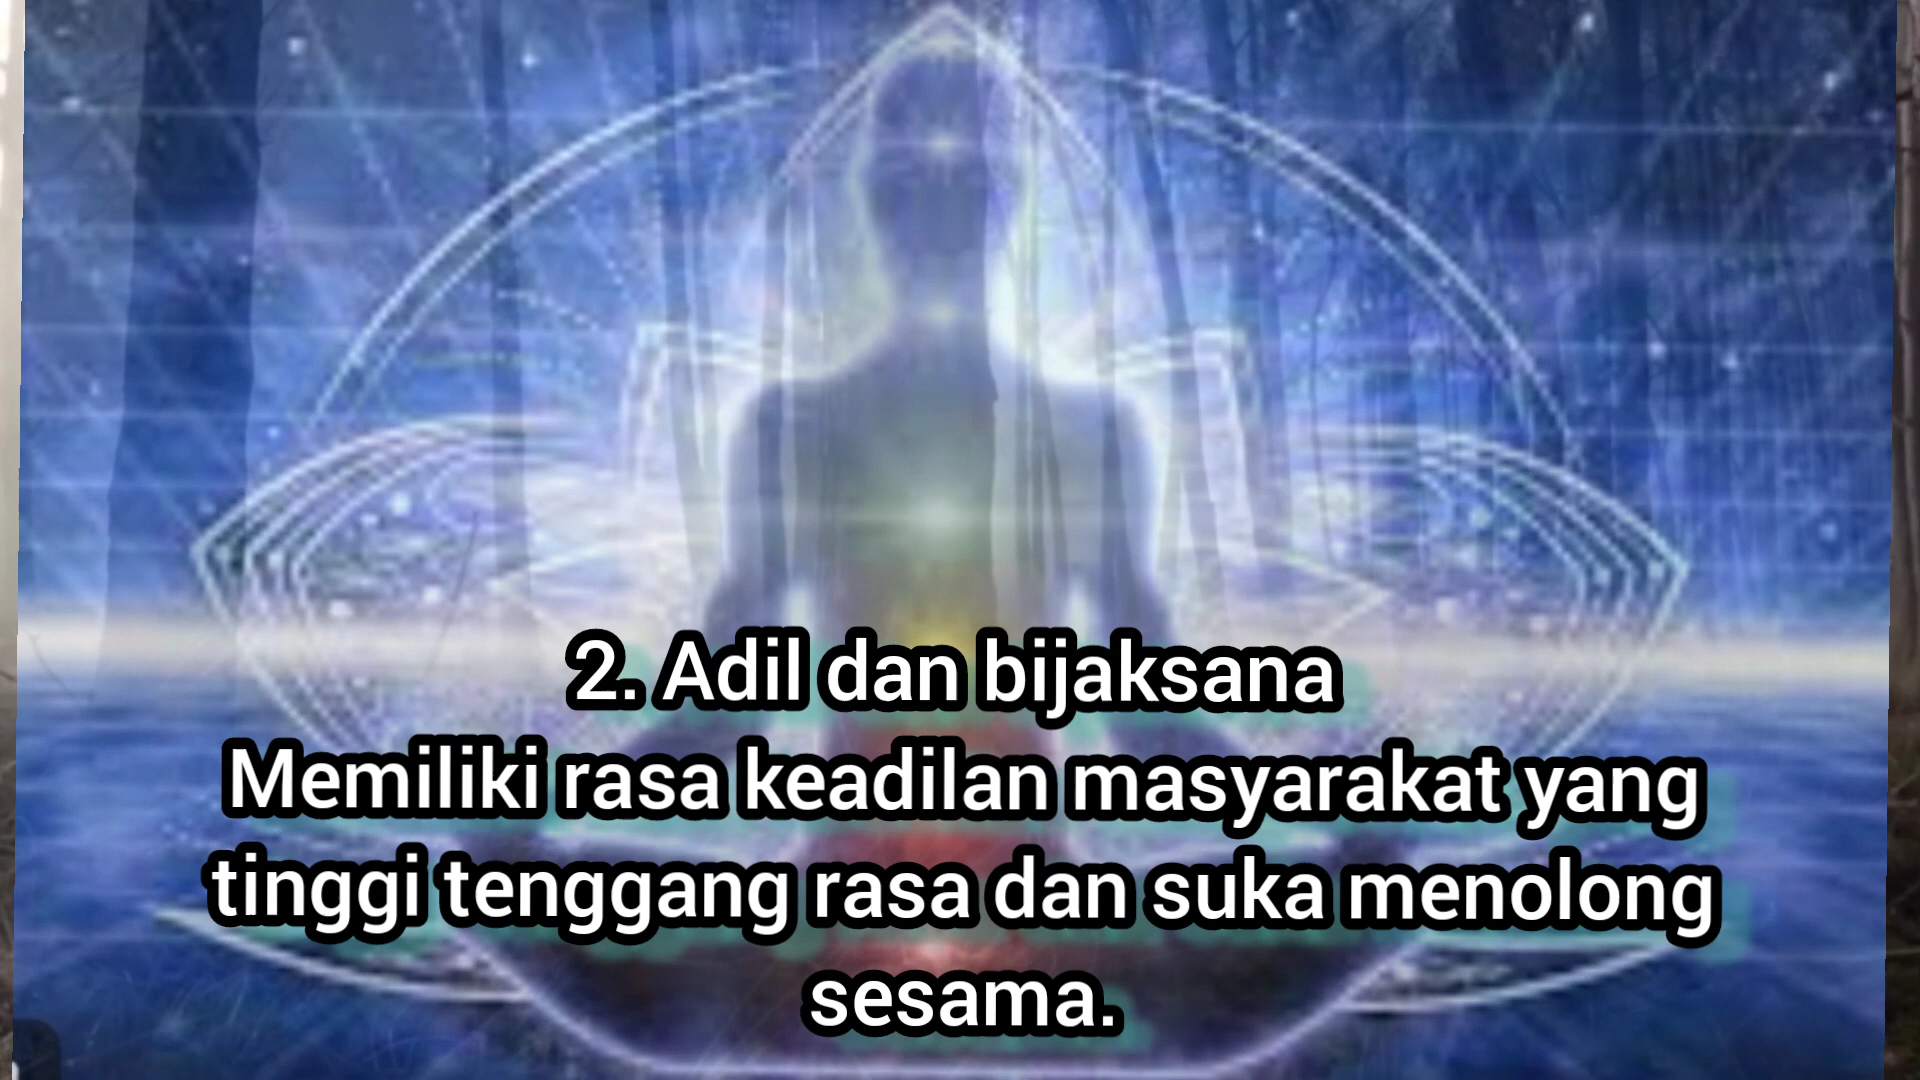 2. Adil dan bijaksana
Memiliki rasa keadilan masyarakat yang
tinggi tenggang rasa dan suka menolong
sesama.